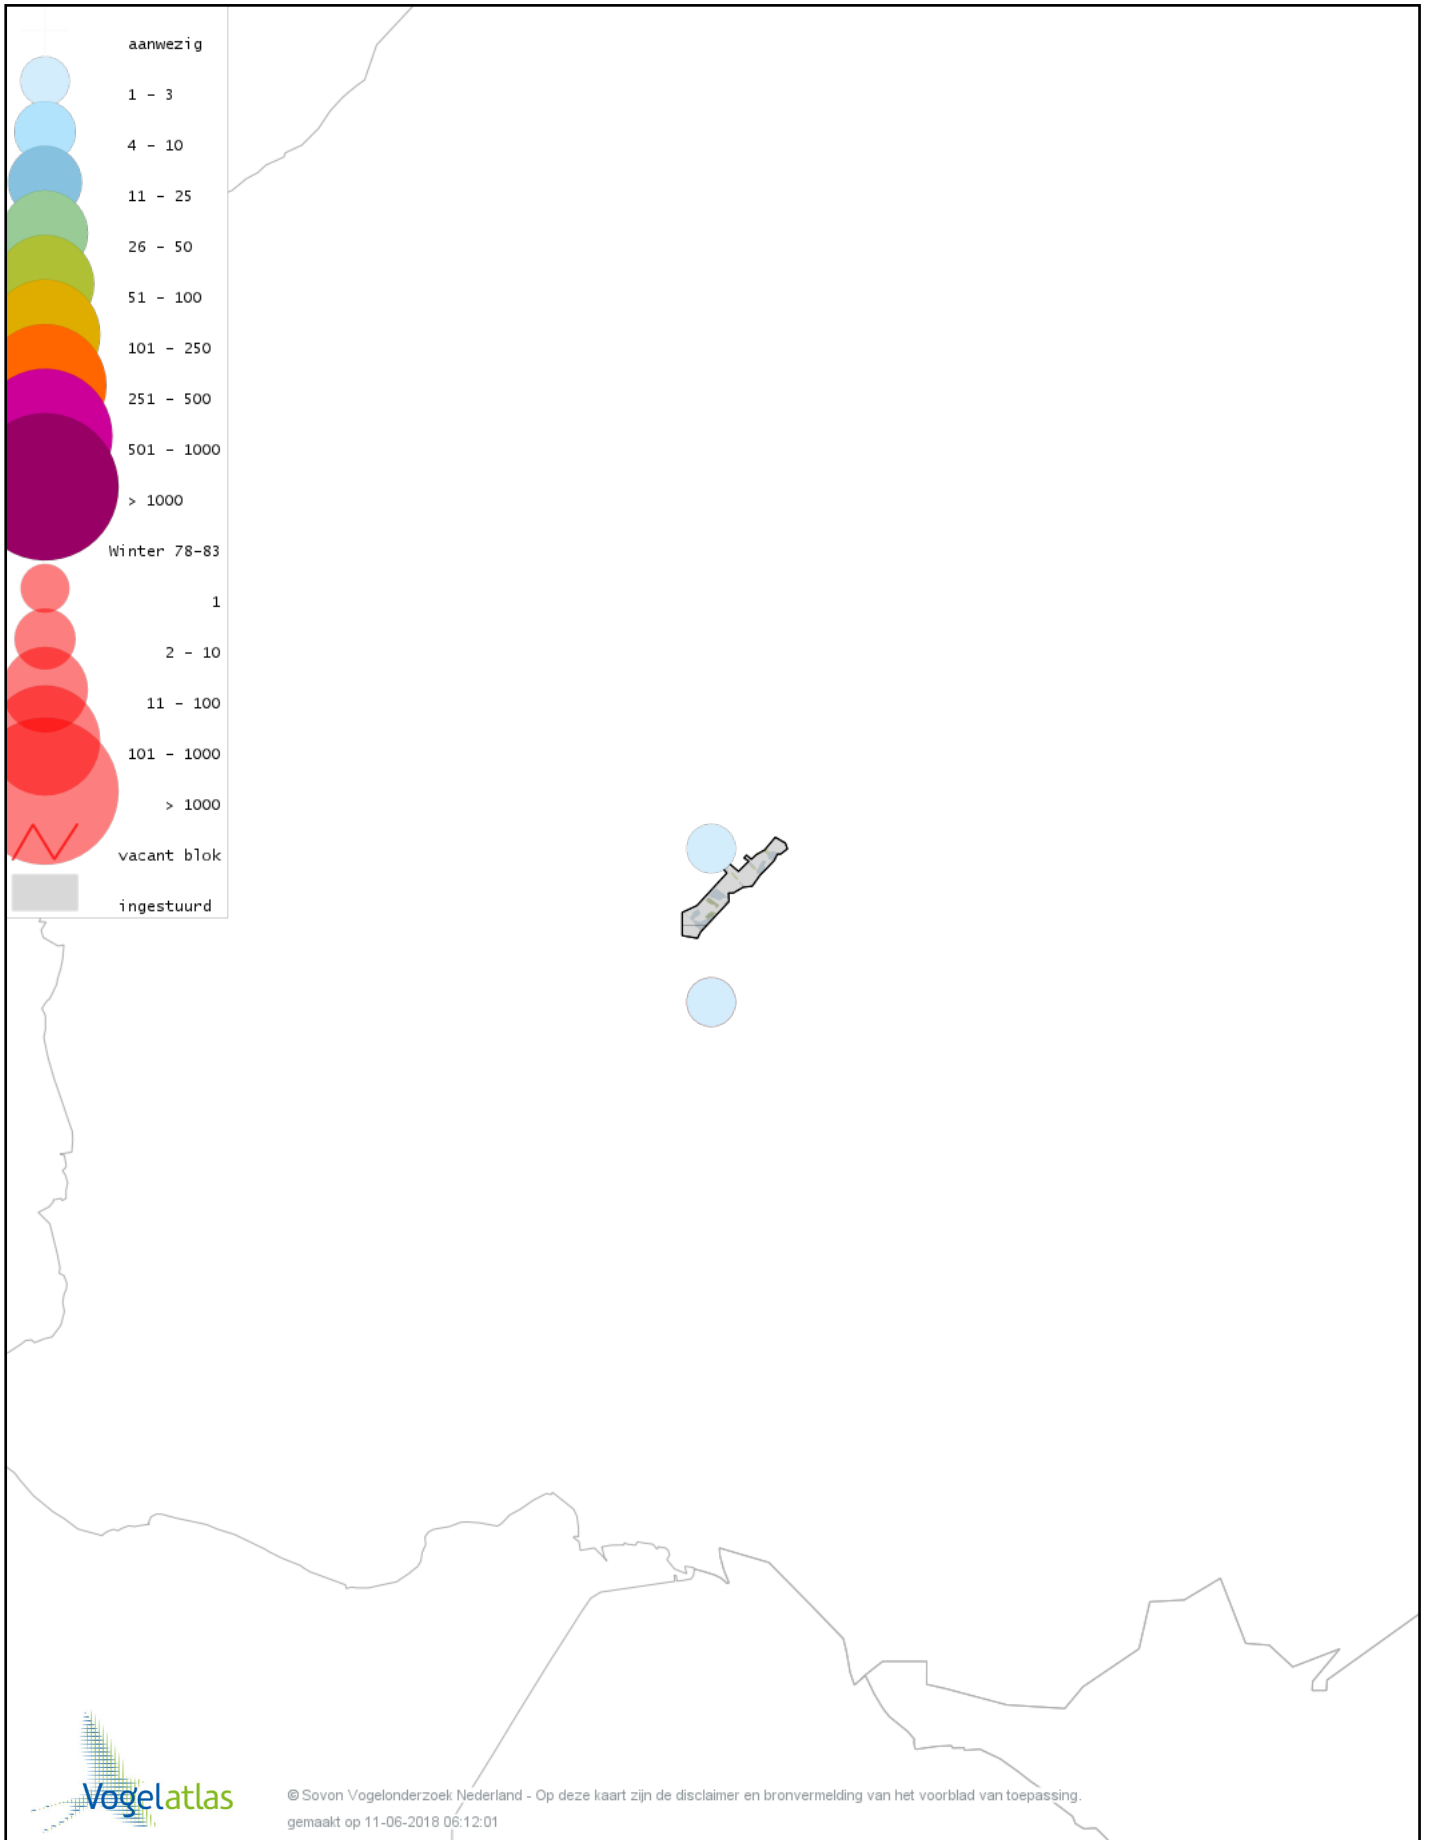 aanwezig
1 - 3
4 - 10
11 - 25
26 - 50
51 - 100
101 - 250
251 - 500
501 - 1000
> 1000
Winter 78-83
1
2 - 10
11 - 100
101 - 1000
> 1000
vacant blok
ingestuurd
Vogelatlas
© Sovon Vogelonderzoek Nederland - Op deze kaart zijn de disclaimer en bronvermelding van het voorblad van toepassing.
gemaakt op 11-06-2018 06:12:01